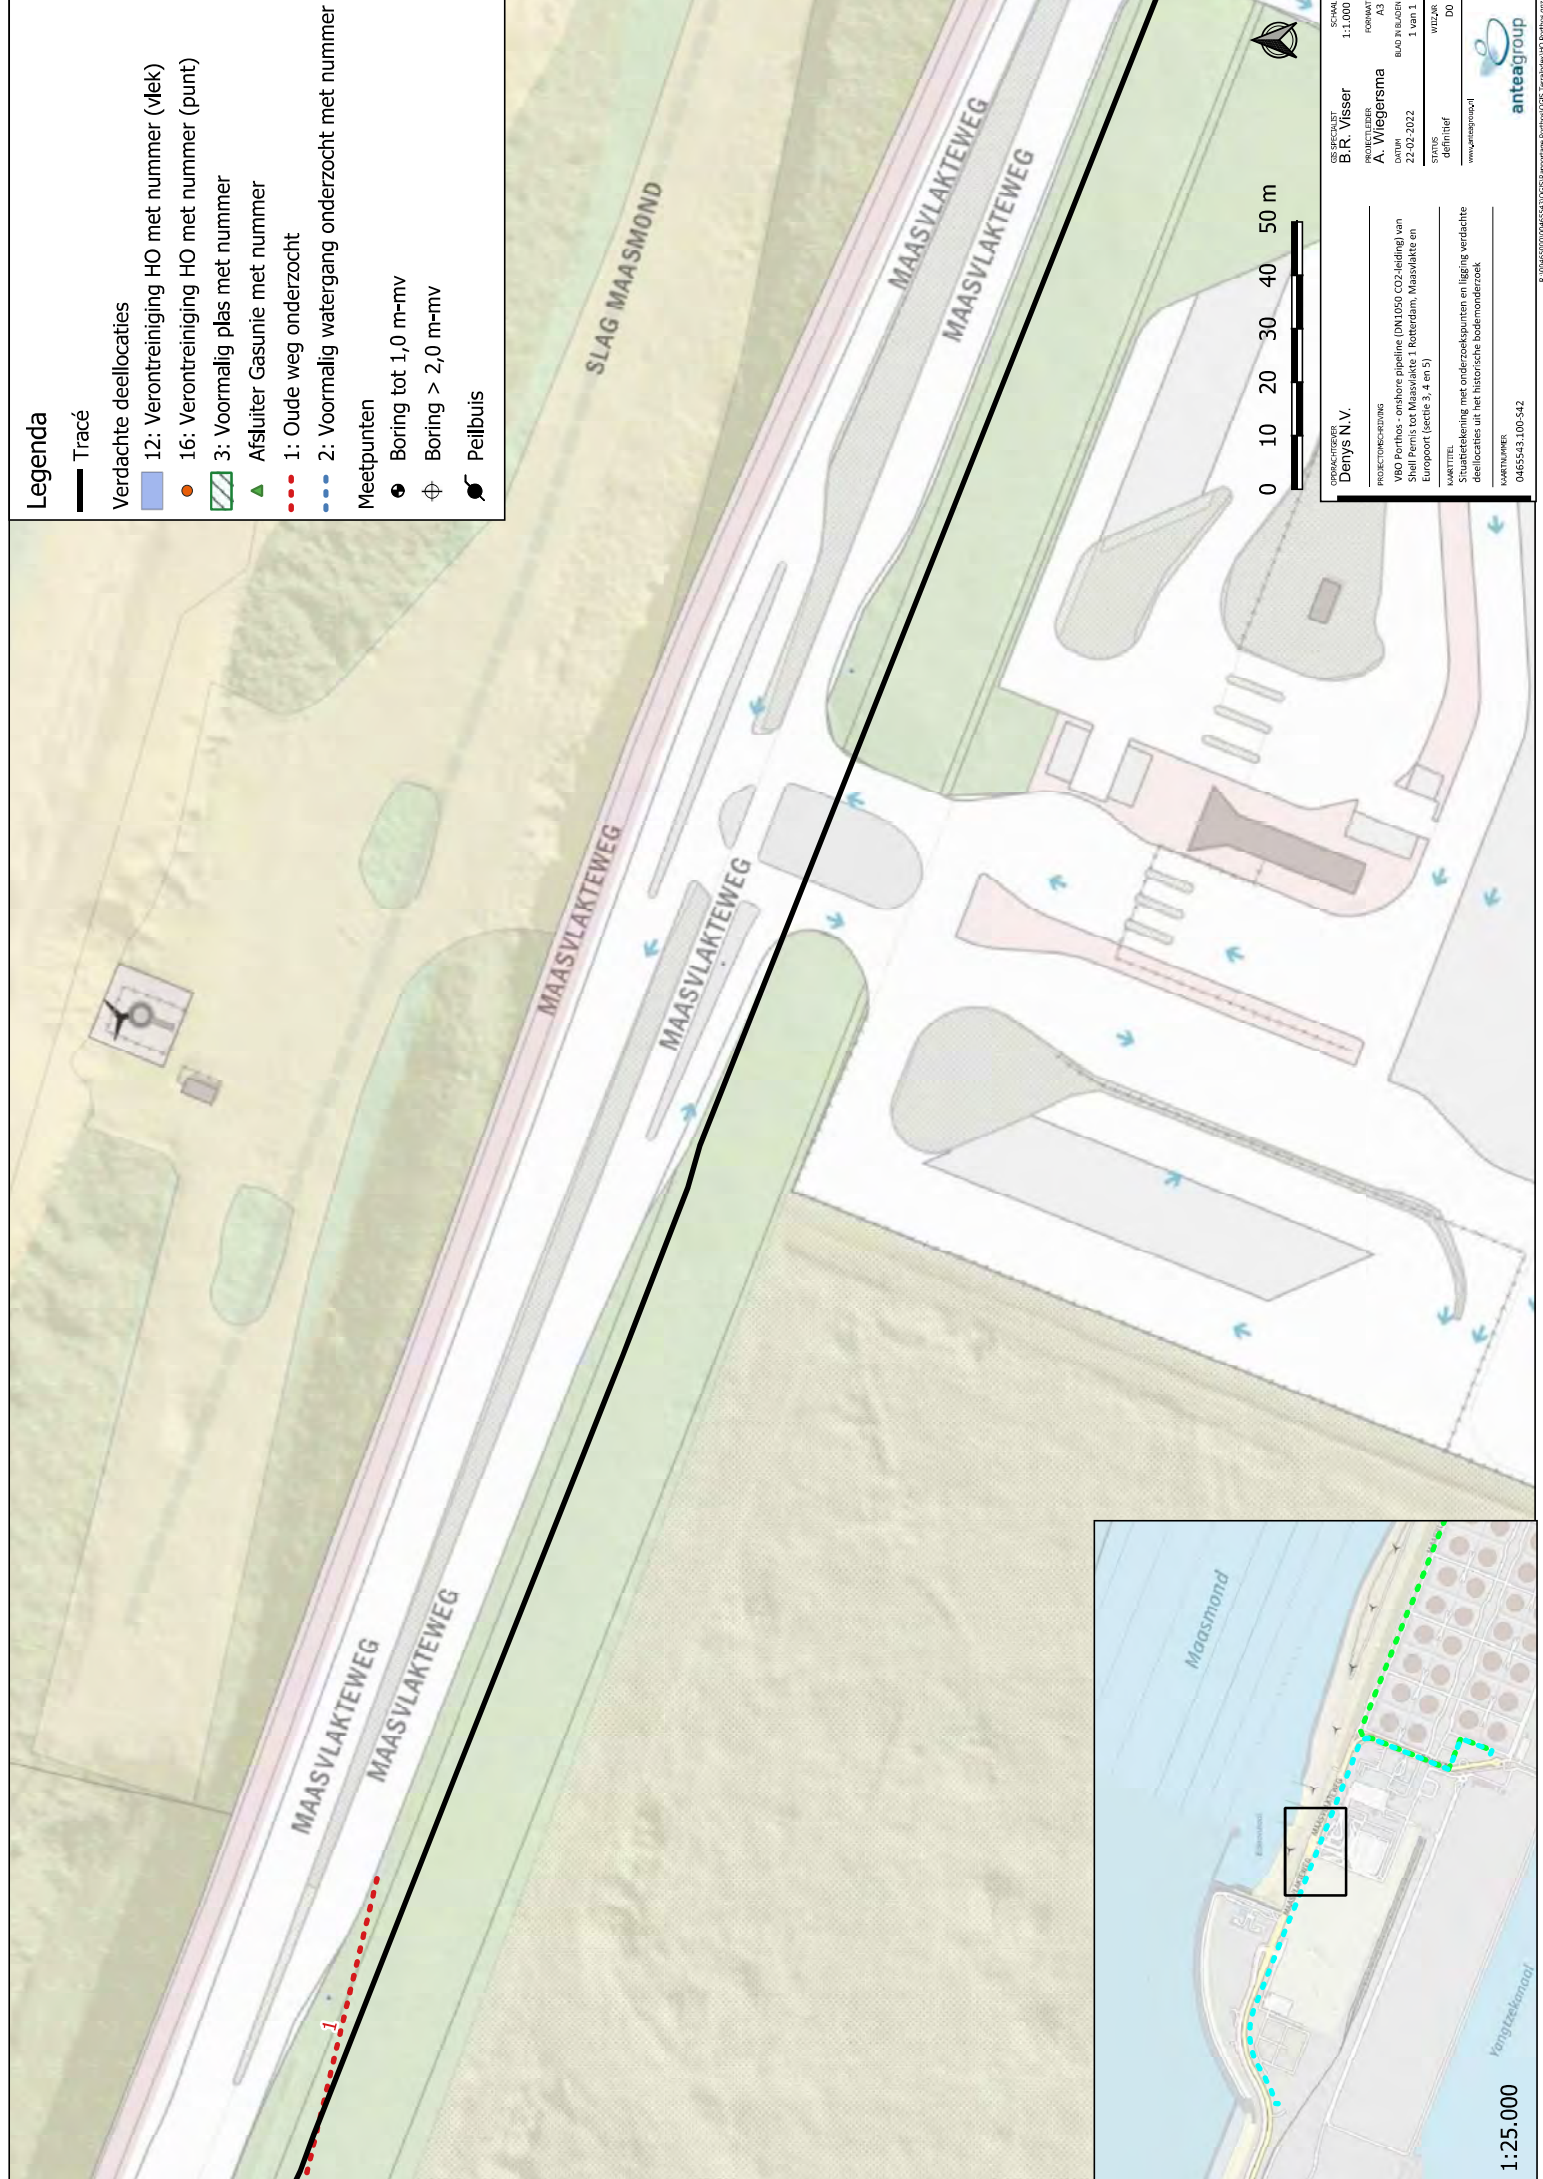 Legenda
Tracé
Verdachte deellocaties
12: Verontreiniging HO met nummer (vlek)
16: Verontreiniging HO met nummer (punt)
3: Voormalig plas met nummer
Afsluiter Gasunie met nummer
1: Oude weg onderzocht
2: Voormalig watergang onderzocht met nummer
Meetpunten
Boring tot 1,0 m-mv
Boring > 2,0 m-mv
Peilbuis
SLAG MAASMOND
MAASVLAKTEWEG
MAASVLAKTEWEG
MAASVLAKTEWEG
MAASVLAKTEWEG
MAASVLAKTEWEG
MAASVLAKTEWEG
1
0 10 20 30 40 50 m
OPDRACHTGEVER
Denys N.V.
PROJECTOMSCHRIJVING
VBO Porthos - onshore pipeline (DN1050 CO2-leiding) van
Shell Pernis tot Maasvlakte 1 Rotterdam, Maasvlakte en
Europoort (sectie 3, 4 en 5)
KAARTTITEL
Situatietekening met onderzoekspunten en ligging verdachte
deellocaties uit het historische bodemonderzoek
KAARTNUMMER
0465543.100-S42
GIS SPECIALIST
B.R. Visser
SCHAAL
1:1.000
PROJECTLEIDER
A. Wiegersma
FORMAAT
A3
DATUM
22-02-2022
BLAD IN BLADEN
1 van 1
STATUS
definitief
WIJZ.NR
D0
www.anteagroup.nl
anteagroup
Maasmond
MAASVLAKTEWEG
MAASVLAKTEWEG
Yangtzekanaal
1:25.000